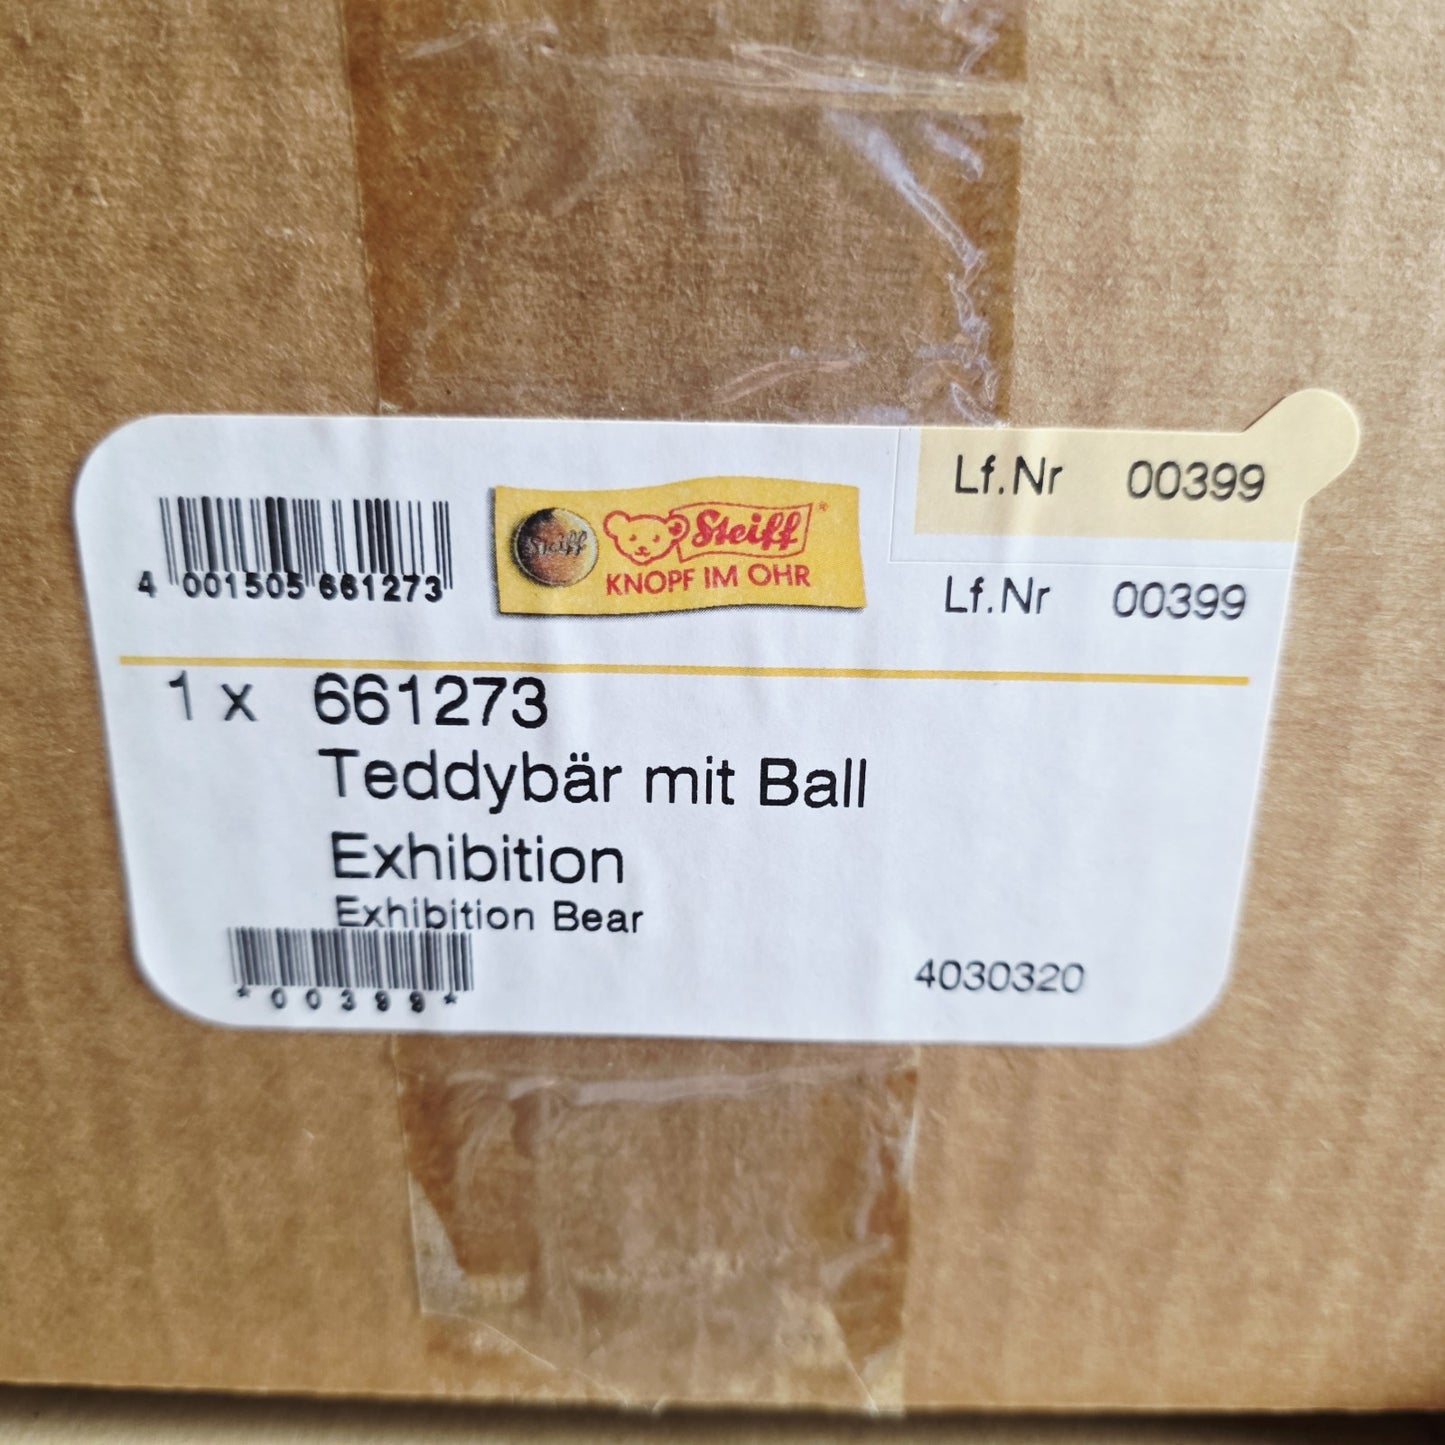 Lf.Nr 00399
4 001505 661273
Steiff
Steiff
KNOPF IM OHR
Lf.Nr 00399
1 x 661273
Teddybär mit Ball
Exhibition
Exhibition Bear
*00399*
4030320